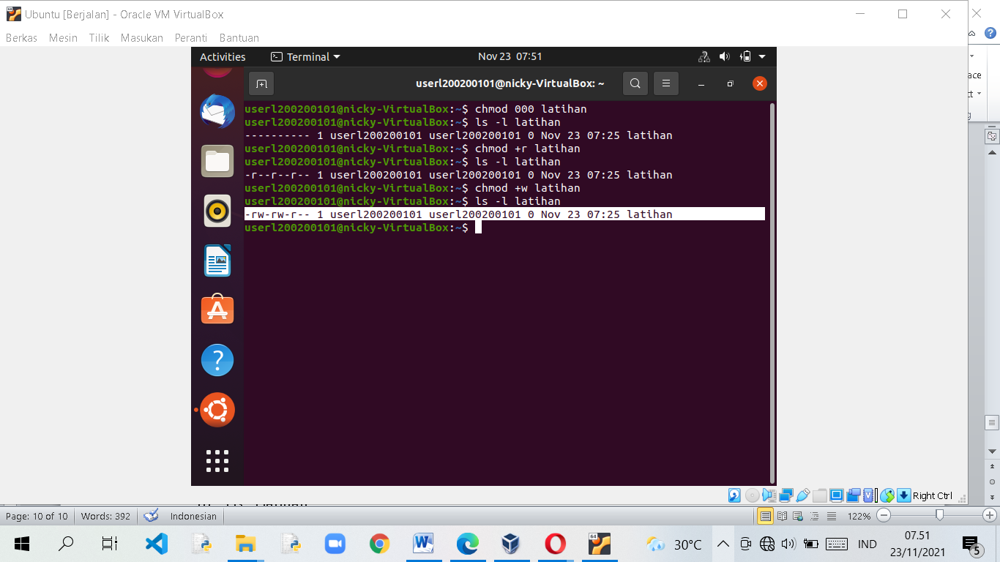 Ubuntu [Berjalan] - Oracle VM VirtualBox
Berkas Mesin Tilik Masukan Peranti Bantuan
Activities Terminal Nov 23 07:51
userl200200101@nicky-VirtualBox: ~
userl200200101@nicky-VirtualBox:~$ chmod 000 latihan
userl200200101@nicky-VirtualBox:~$ ls -l latihan
---------- 1 userl200200101 userl200200101 0 Nov 23 07:25 latihan
userl200200101@nicky-VirtualBox:~$ chmod +r latihan
userl200200101@nicky-VirtualBox:~$ ls -l latihan
-r--r--r-- 1 userl200200101 userl200200101 0 Nov 23 07:25 latihan
userl200200101@nicky-VirtualBox:~$ chmod +w latihan
userl200200101@nicky-VirtualBox:~$ ls -l latihan
-rw-rw-r-- 1 userl200200101 userl200200101 0 Nov 23 07:25 latihan
userl200200101@nicky-VirtualBox:~$
Right Ctrl
Page: 10 of 10 Words: 392 Indonesian 122%
30°C IND 07.51
23/11/2021 5